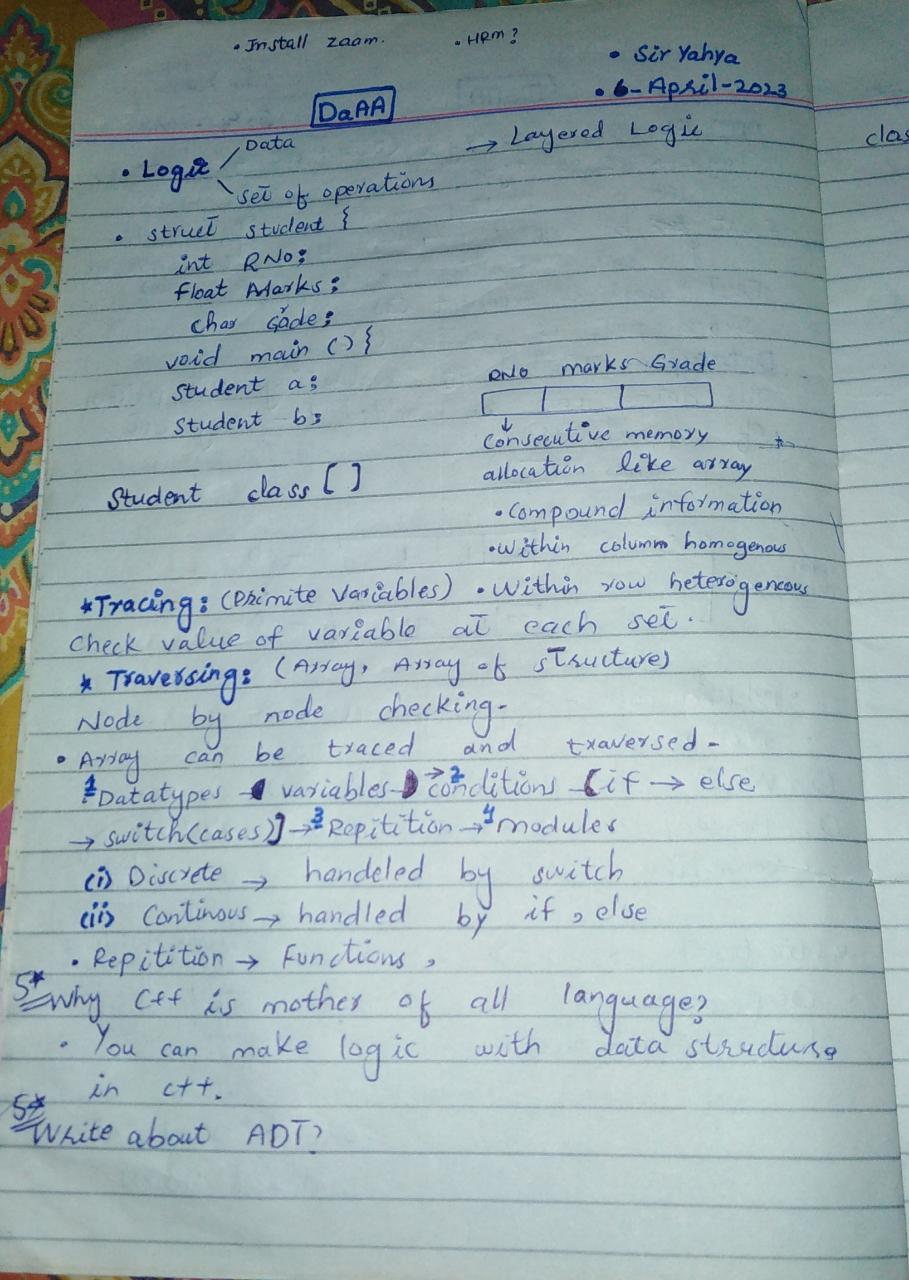 • Install zaam. • HRM?
• Sir Yahya
• 6-April-2023
DaAA
Data
→ Layered Logic
• Logic
set of operations
clas
• struct student {
int RNo;
float Marks;
char Gade;
void main () {
Student a;
Student b;
RNo marks Grade
Consecutive memory
allocation like array
Student class []
• Compound information
• Within column homogenous
*Tracing: (Primite Variables) • Within row heterogeneous
Check value of variable at each set.
* Traversing: (Array, Array of structure)
Node by node checking.
• Array can be traced and traversed.
1 Datatypes variables → 2 conditions (if → else
→ switch(cases)] → 3 Repitition → 4 modules
(i) Discrete → handeled by switch
(ii) Continous → handled by if, else
• Repitition → Functions,
5* Why C++ is mother of all language?
• You can make logic with data structure
in C++.
5* Write about ADT?